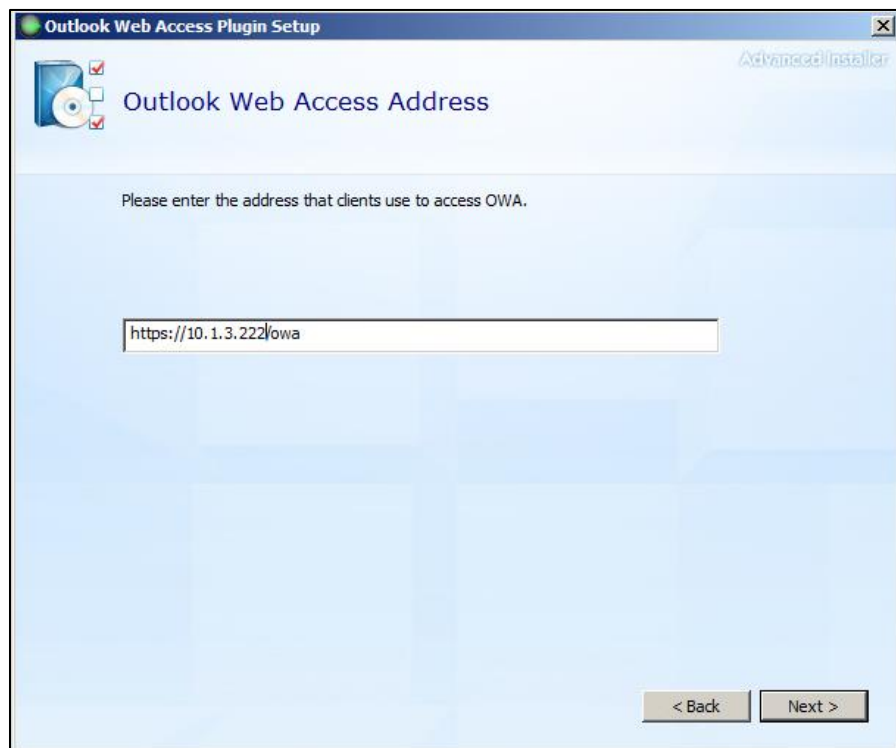 Outlook Web Access Plugin Setup
Advanced Installer
Outlook Web Access Address
Please enter the address that clients use to access OWA.
https://10.1.3.222/owa
< Back
Next >